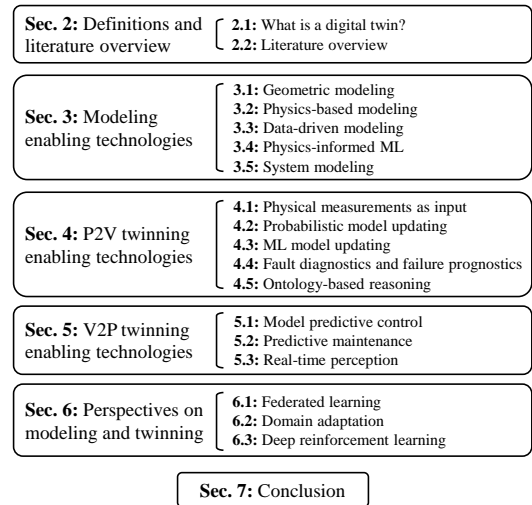 Sec. 2: Definitions and
literature overview
2.1: What is a digital twin?
2.2: Literature overview
Sec. 3: Modeling
enabling technologies
3.1: Geometric modeling
3.2: Physics-based modeling
3.3: Data-driven modeling
3.4: Physics-informed ML
3.5: System modeling
Sec. 4: P2V twinning
enabling technologies
4.1: Physical measurements as input
4.2: Probabilistic model updating
4.3: ML model updating
4.4: Fault diagnostics and failure prognostics
4.5: Ontology-based reasoning
Sec. 5: V2P twinning
enabling technologies
5.1: Model predictive control
5.2: Predictive maintenance
5.3: Real-time perception
Sec. 6: Perspectives on
modeling and twinning
6.1: Federated learning
6.2: Domain adaptation
6.3: Deep reinforcement learning
Sec. 7: Conclusion